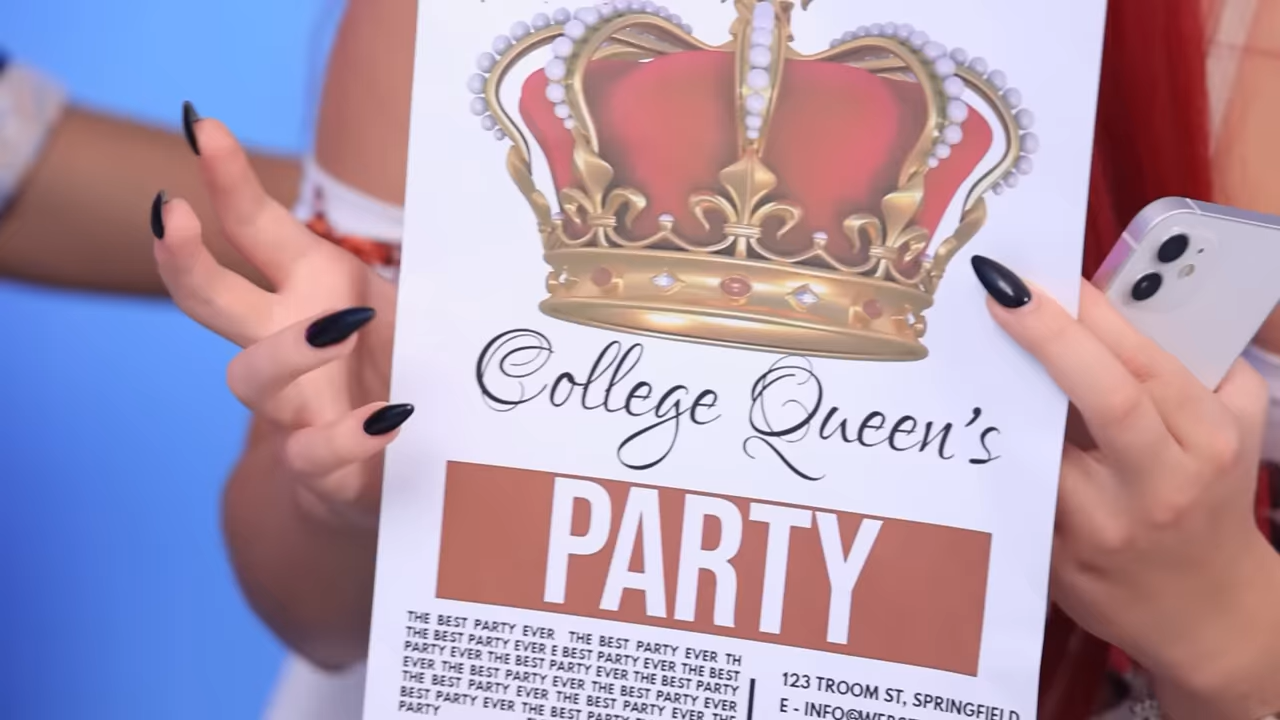 College Queen's
PARTY
THE BEST PARTY EVER THE BEST PARTY EVER TH
THE BEST PARTY EVER E BEST PARTY EVER THE BEST
PARTY EVER THE BEST PARTY EVER THE BEST PARTY
EVER THE BEST PARTY EVER THE BEST PARTY EVER
THE BEST PARTY EVER THE BEST PARTY EVER THE
BEST PARTY EVER THE BEST PARTY EVER THE BEST
PARTY
123 TROOM ST, SPRINGFIELD
E -